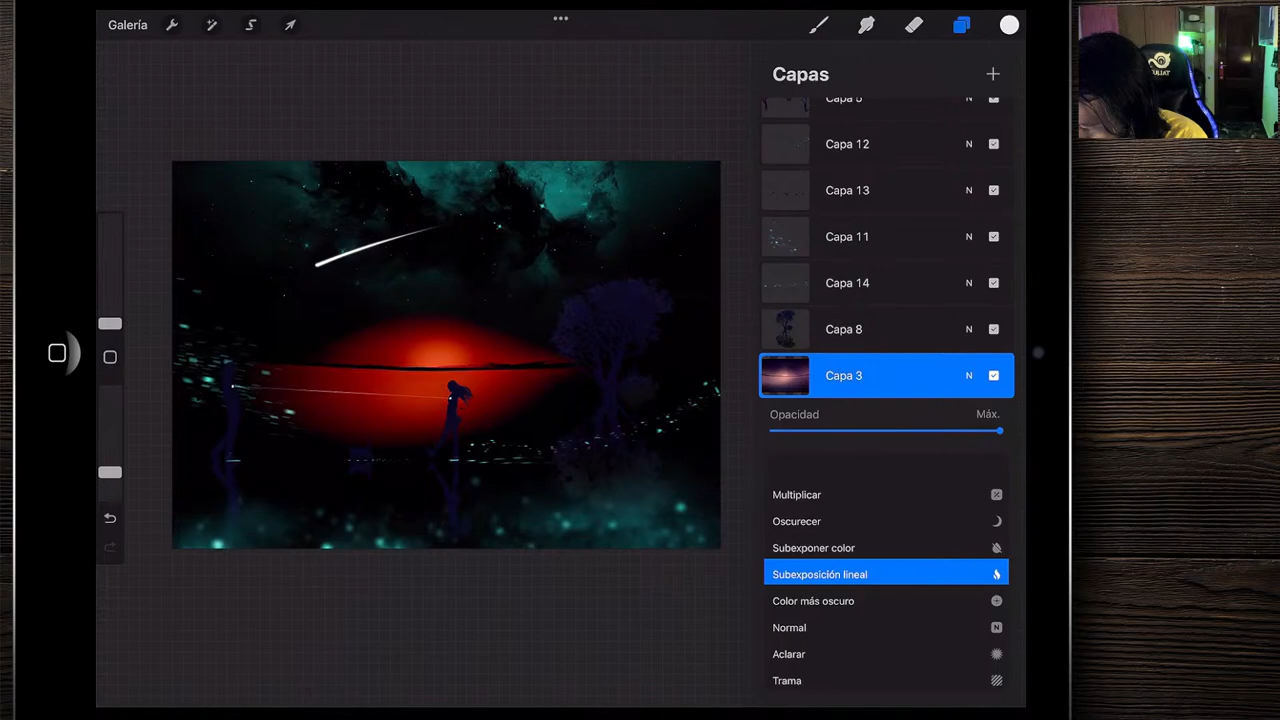 Galería
Capas
Capa 5 N
Capa 12 N
Capa 13 N
Capa 11 N
Capa 14 N
Capa 8 N
Capa 3 N
Opacidad Máx.
Multiplicar
Oscurecer
Subexponer color
Subexposición lineal
Color más oscuro
Normal N
Aclarar
Trama